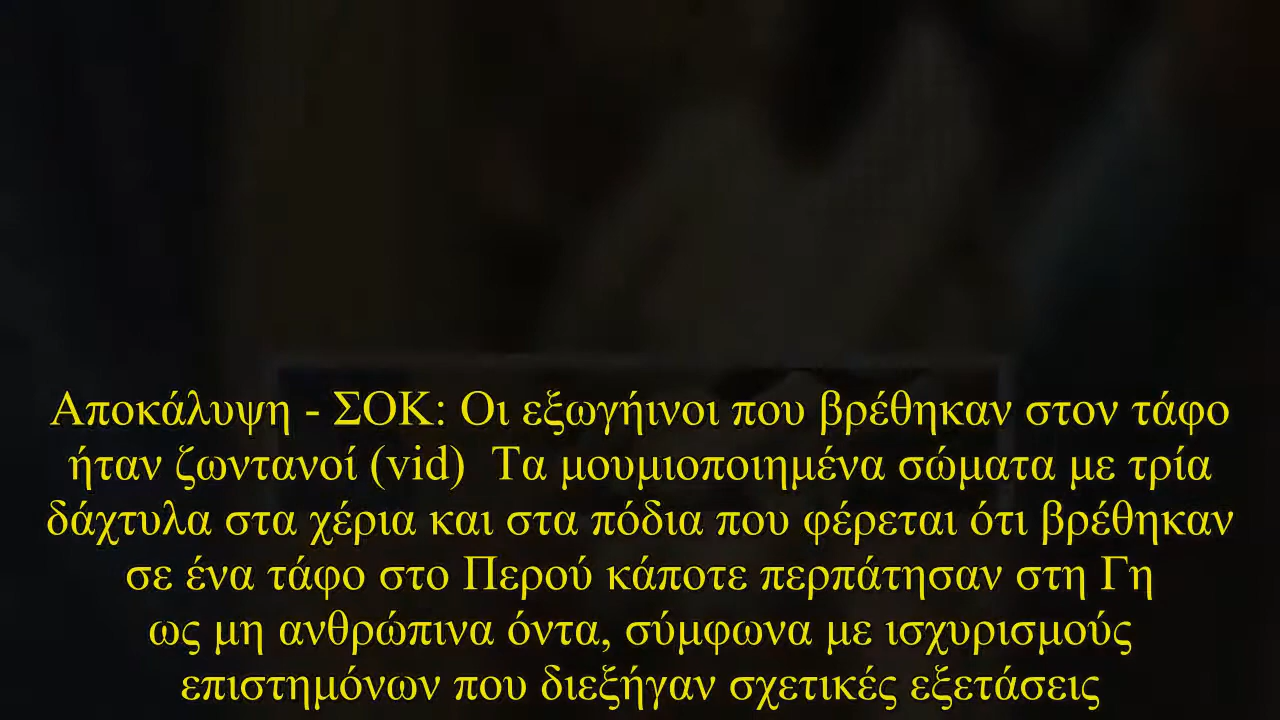 Αποκάλυψη - ΣΟΚ: Οι εξωγήινοι που βρέθηκαν στον τάφο
ήταν ζωντανοί (vid)  Τα μουμιοποιημένα σώματα με τρία
δάχτυλα στα χέρια και στα πόδια που φέρεται ότι βρέθηκαν
σε ένα τάφο στο Περού κάποτε περπάτησαν στη Γη
ως μη ανθρώπινα όντα, σύμφωνα με ισχυρισμούς
επιστημόνων που διεξήγαν σχετικές εξετάσεις